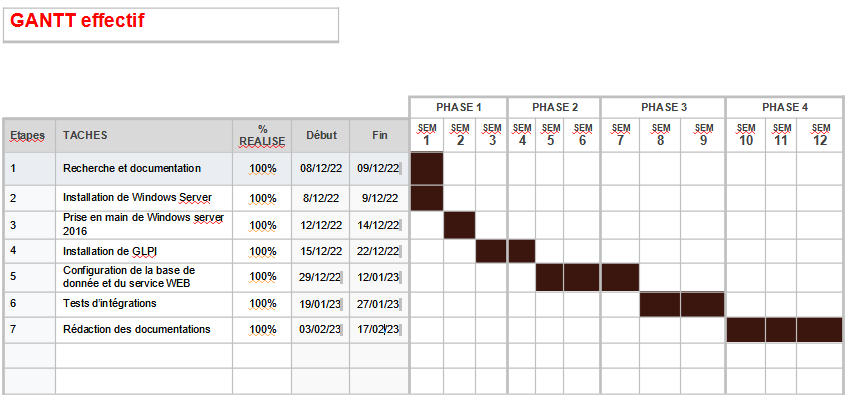 GANTT effectif
PHASE 1 PHASE 2 PHASE 3 PHASE 4
Etapes TACHES % REALISE Début Fin SEM 1 SEM 2 SEM 3 SEM 4 SEM 5 SEM 6 SEM 7 SEM 8 SEM 9 SEM 10 SEM 11 SEM 12
1 Recherche et documentation 100% 08/12/22 09/12/22
2 Installation de Windows Server 100% 8/12/22 9/12/22
3 Prise en main de Windows server
2016 100% 12/12/22 14/12/22
4 Installation de GLPI 100% 15/12/22 22/12/22
5 Configuration de la base de
donnée et du service WEB 100% 29/12/22 12/01/23
6 Tests d'intégrations 100% 19/01/23 27/01/23
7 Rédaction des documentations 100% 03/02/23 17/02/23